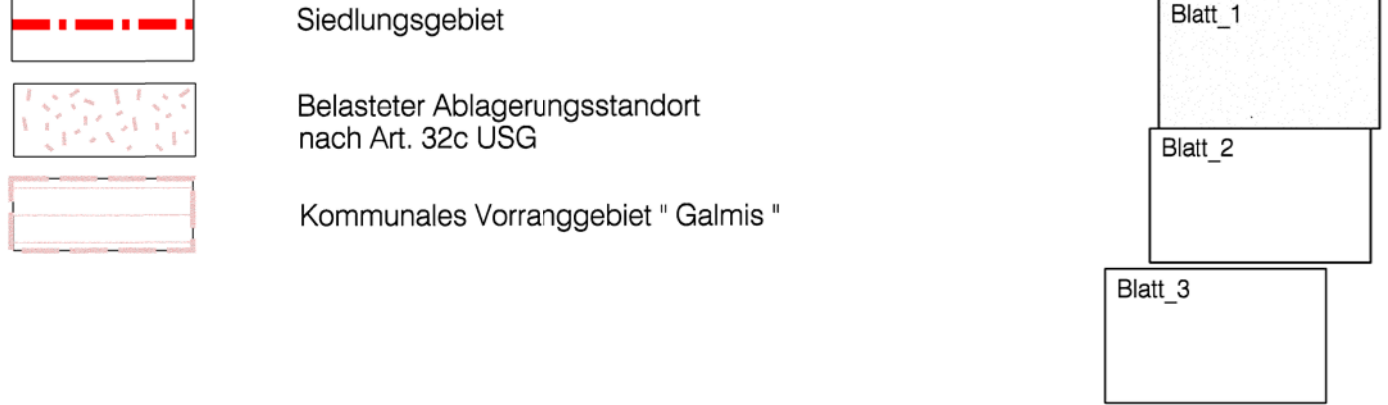 Siedlungsgebiet
Belasteter Ablagerungsstandort
nach Art. 32c USG
Kommunales Vorranggebiet " Galmis "
Blatt_1
Blatt_2
Blatt_3